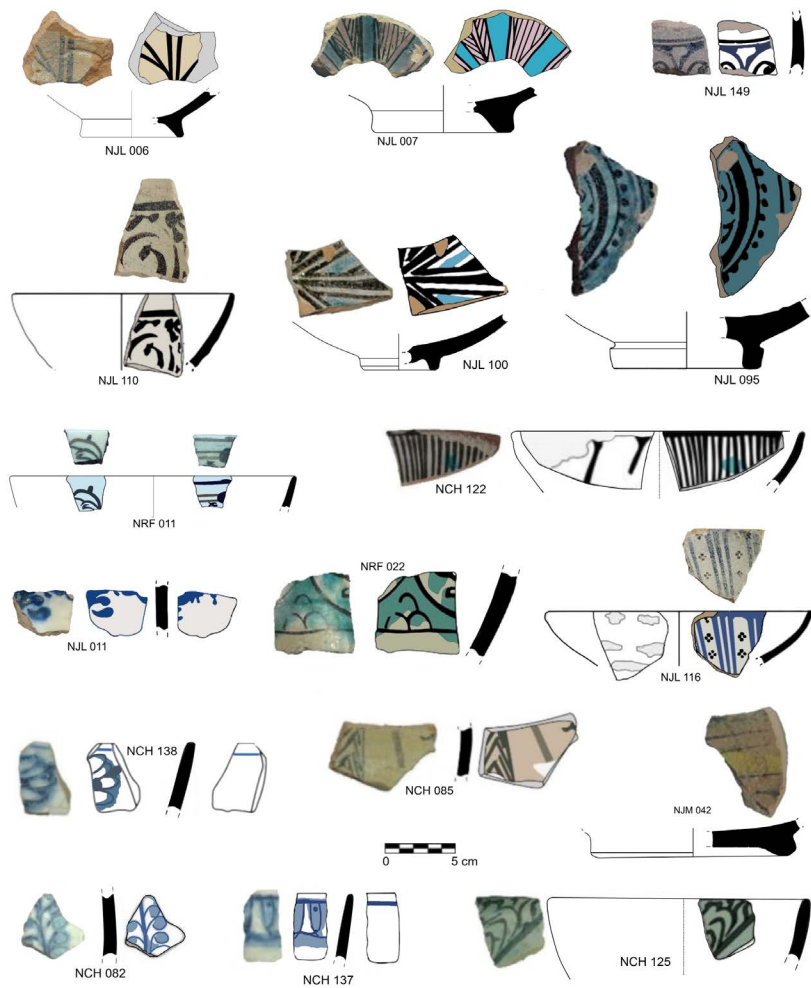 NJL 006
NJL 007
NJL 149
NJL 110
NJL 100
NJL 095
NRF 011
NCH 122
NJL 011
NRF 022
NJL 116
NCH 138
NCH 085
NJM 042
0 5 cm
NCH 082
NCH 137
NCH 125